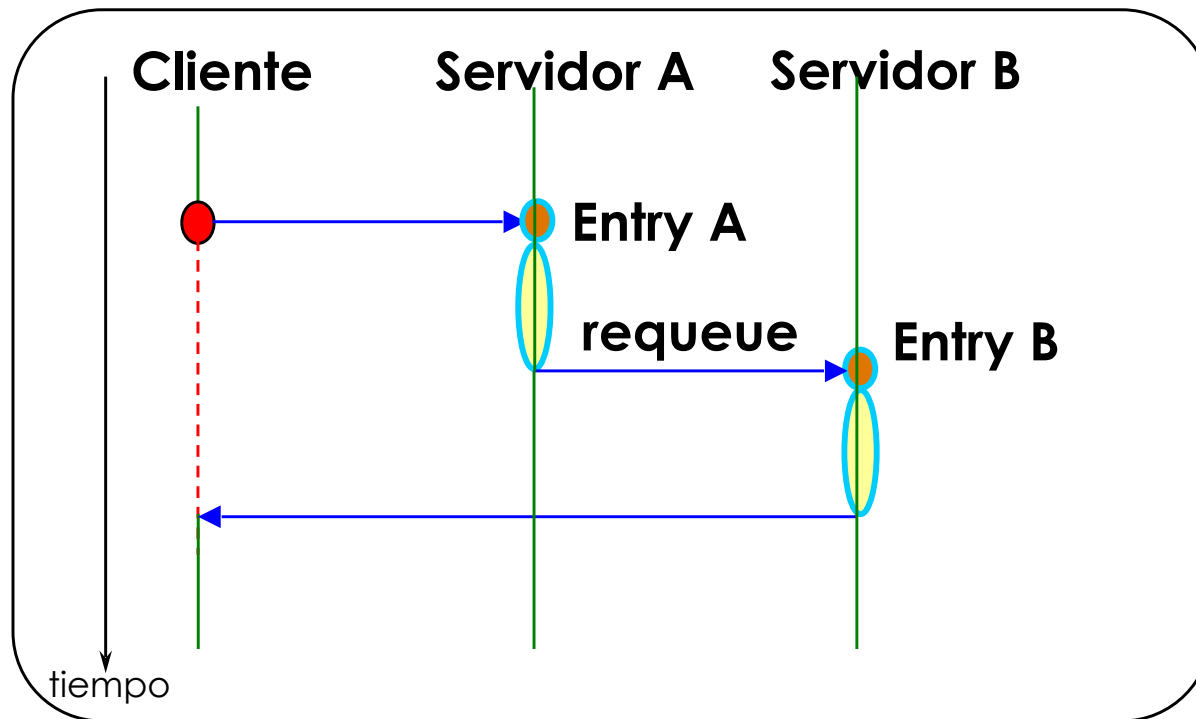 Cliente
Servidor A
Servidor B
Entry A
requeue
Entry B
tiempo